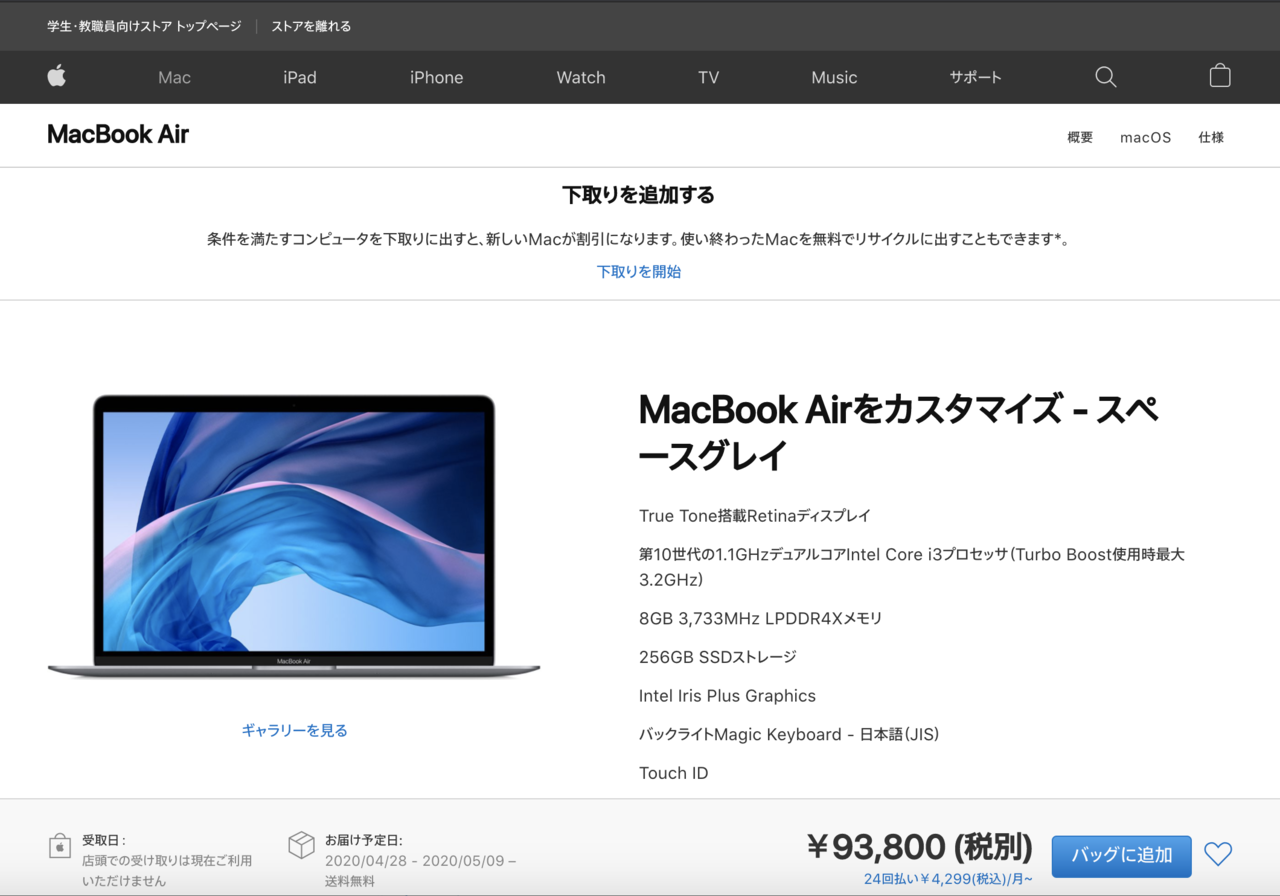 学生･教職員向けストア トップページ
ストアを離れる
Mac
iPad
iPhone
Watch
TV
Music
サポート
MacBook Air
概要
macOS
仕様
下取りを追加する
条件を満たすコンピュータを下取りに出すと、新しいMacが割引になります。使い終わったMacを無料でリサイクルに出すこともできます*。
下取りを開始
MacBook Airをカスタマイズ - スペ
ースグレイ
True Tone搭載Retinaディスプレイ
第10世代の1.1GHzデュアルコアIntel Core i3プロセッサ（Turbo Boost使用時最大
3.2GHz）
8GB 3,733MHz LPDDR4Xメモリ
256GB SSDストレージ
Intel Iris Plus Graphics
バックライトMagic Keyboard - 日本語（JIS）
Touch ID
MacBook Air
ギャラリーを見る
受取日：
店頭での受け取りは現在ご利用
いただけません
お届け予定日:
2020/04/28 - 2020/05/09 –
送料無料
￥93,800 (税別)
24回払い￥4,299(税込)/月~
バッグに追加